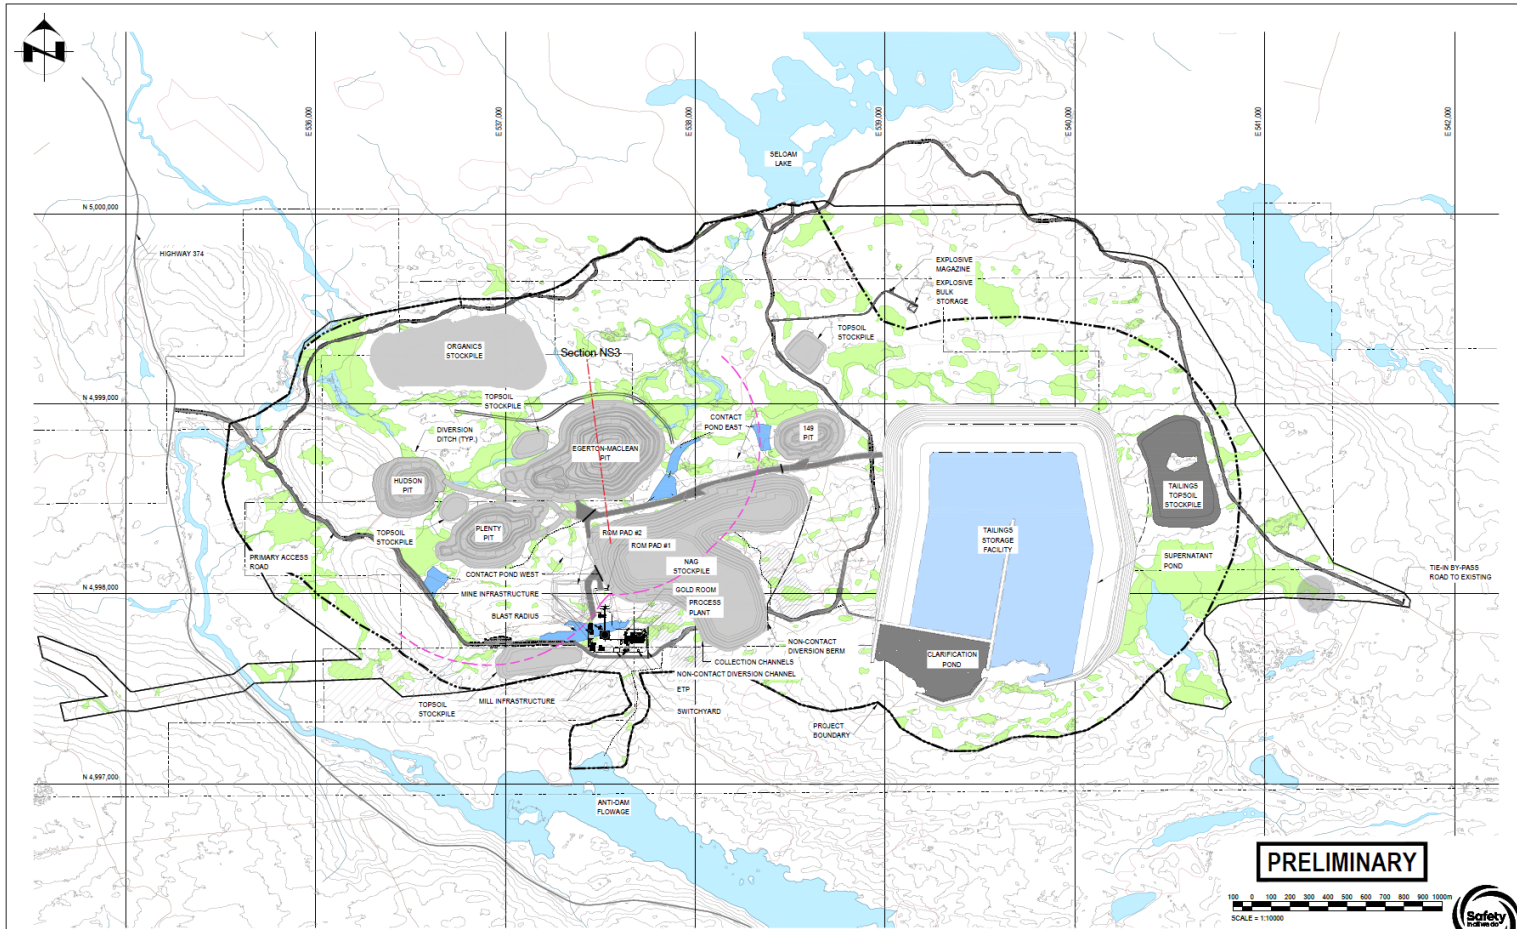 N
E 536,000
E 537,000
E 538,000
E 539,000
E 540,000
E 541,000
E 542,000
SELOAM
LAKE
N 5,000,000
HIGHWAY 374
EXPLOSIVE
MAGAZINE
EXPLOSIVE
BULK
STORAGE
TOPSOIL
STOCKPILE
ORGANICS
STOCKPILE
Section NS3
N 4,999,000
TOPSOIL
STOCKPILE
DIVERSION
DITCH (TYP.)
CONTACT
POND EAST
149
PIT
EGERTON-MACLEAN
PIT
HUDSON
PIT
TAILINGS
TOPSOIL
STOCKPILE
PLENTY
PIT
TOPSOIL
STOCKPILE
ROM PAD #2
ROM PAD #1
TAILINGS
STORAGE
FACILITY
PRIMARY ACCESS
ROAD
NAG
STOCKPILE
SUPERNATANT
POND
TIE-IN BY-PASS
ROAD TO EXISTING
CONTACT POND WEST
N 4,998,000
MINE INFRASTRUCTURE
GOLD ROOM
PROCESS
PLANT
BLAST RADIUS
NON-CONTACT
DIVERSION BERM
CLARIFICATION
POND
COLLECTION CHANNELS
NON-CONTACT DIVERSION CHANNEL
ETP
MILL INFRASTRUCTURE
TOPSOIL
STOCKPILE
SWITCHYARD
PROJECT
BOUNDARY
N 4,997,000
ANTI-DAM
FLOWAGE
PRELIMINARY
100 0 100 200 300 400 500 600 700 800 900 1000m
SCALE = 1:10000
Safety
in all we do